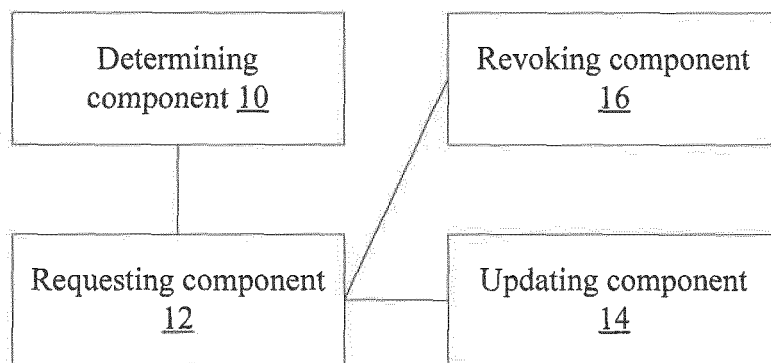 Determining
component 10
Revoking component
16
Requesting component
12
Updating component
14